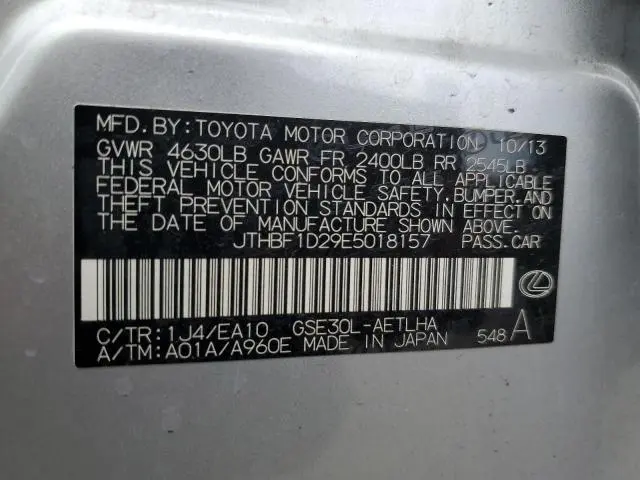 MFD. BY: TOYOTA MOTOR CORPORATION 10/13
GVWR 4630LB GAWR FR 2400LB RR 2545LB
THIS VEHICLE CONFORMS TO ALL APPLICABLE
FEDERAL MOTOR VEHICLE SAFETY, BUMPER, AND
THEFT PREVENTION STANDARDS IN EFFECT ON
THE DATE OF MANUFACTURE SHOWN ABOVE.
JTHBF1D29E5018157 PASS.CAR
C/TR: 1J4/EA10 GSE30L-AETLHA
A/TM: A01A/A960E MADE IN JAPAN 548 A